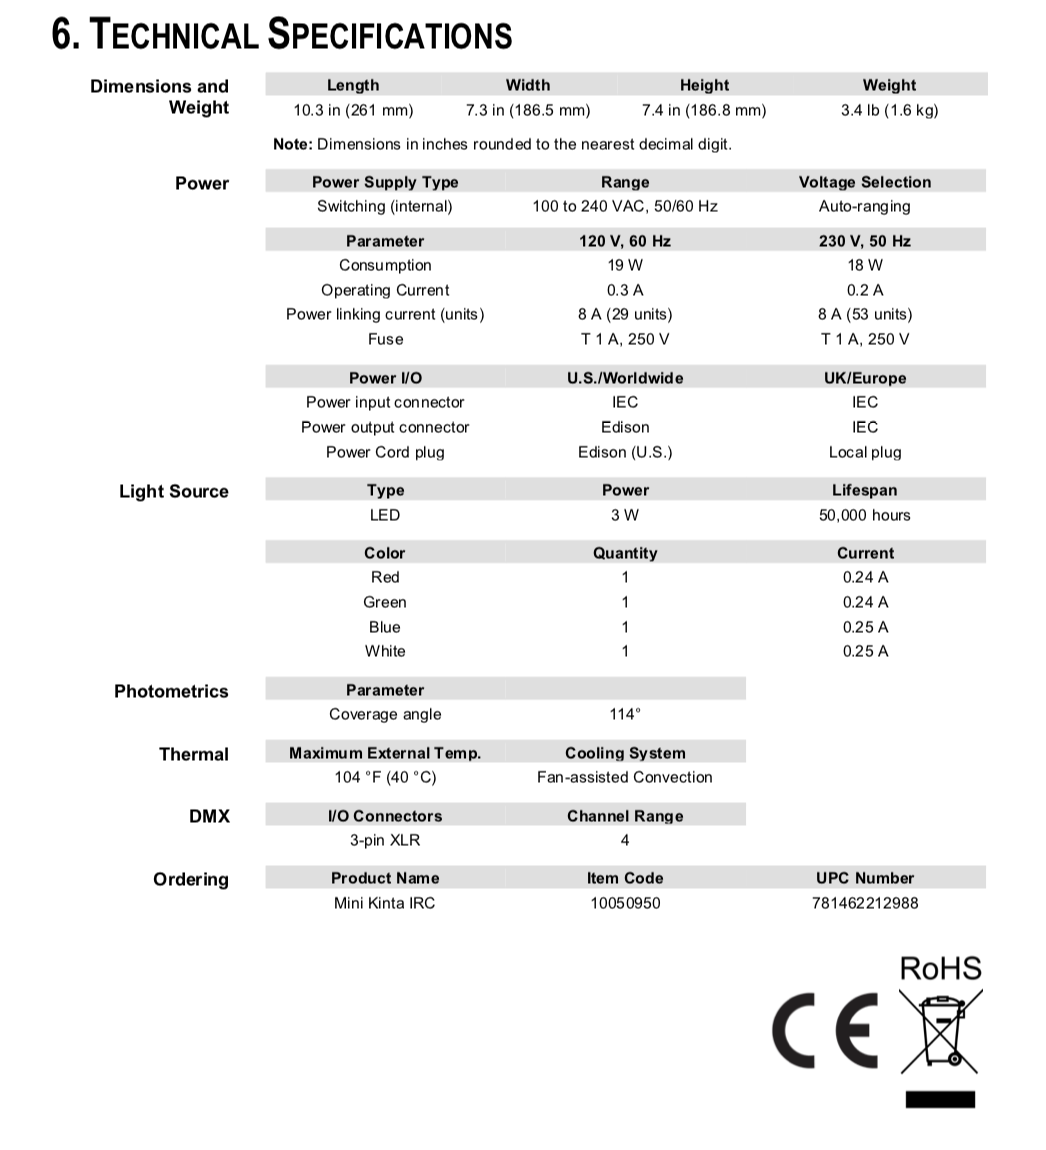 6. TECHNICAL SPECIFICATIONS
Dimensions and Weight
Length Width Height Weight
10.3 in (261 mm) 7.3 in (186.5 mm) 7.4 in (186.8 mm) 3.4 lb (1.6 kg)
Note: Dimensions in inches rounded to the nearest decimal digit.
Power
Power Supply Type Range Voltage Selection
Switching (internal) 100 to 240 VAC, 50/60 Hz Auto-ranging
Parameter 120 V, 60 Hz 230 V, 50 Hz
Consumption 19 W 18 W
Operating Current 0.3 A 0.2 A
Power linking current (units) 8 A (29 units) 8 A (53 units)
Fuse T 1 A, 250 V T 1 A, 250 V
Power I/O U.S./Worldwide UK/Europe
Power input connector IEC IEC
Power output connector Edison IEC
Power Cord plug Edison (U.S.) Local plug
Light Source
Type Power Lifespan
LED 3 W 50,000 hours
Color Quantity Current
Red 1 0.24 A
Green 1 0.24 A
Blue 1 0.25 A
White 1 0.25 A
Photometrics
Parameter
Coverage angle 114°
Thermal
Maximum External Temp. Cooling System
104 °F (40 °C) Fan-assisted Convection
DMX
I/O Connectors Channel Range
3-pin XLR 4
Ordering
Product Name Item Code UPC Number
Mini Kinta IRC 10050950 781462212988
RoHS
CE